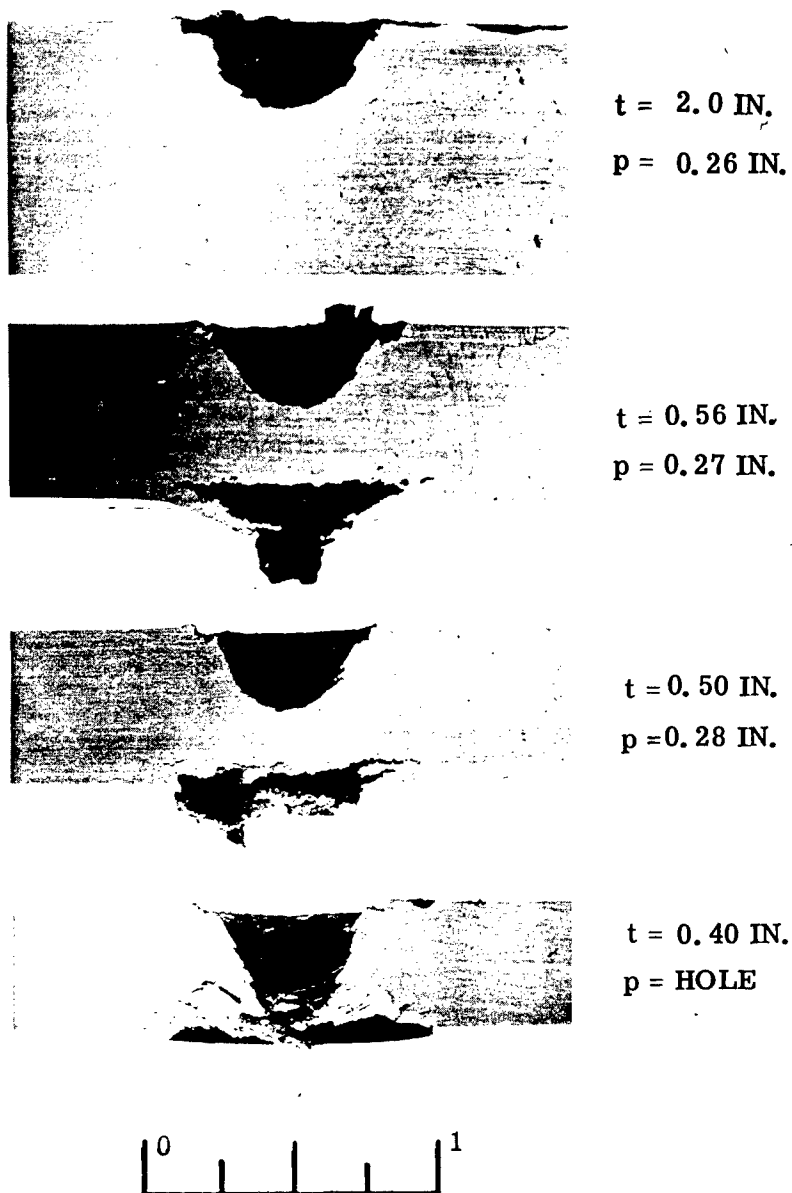 t = 2.0 IN.
p = 0.26 IN.
t = 0.56 IN.
p = 0.27 IN.
t = 0.50 IN.
p = 0.28 IN.
t = 0.40 IN.
p = HOLE
0 1